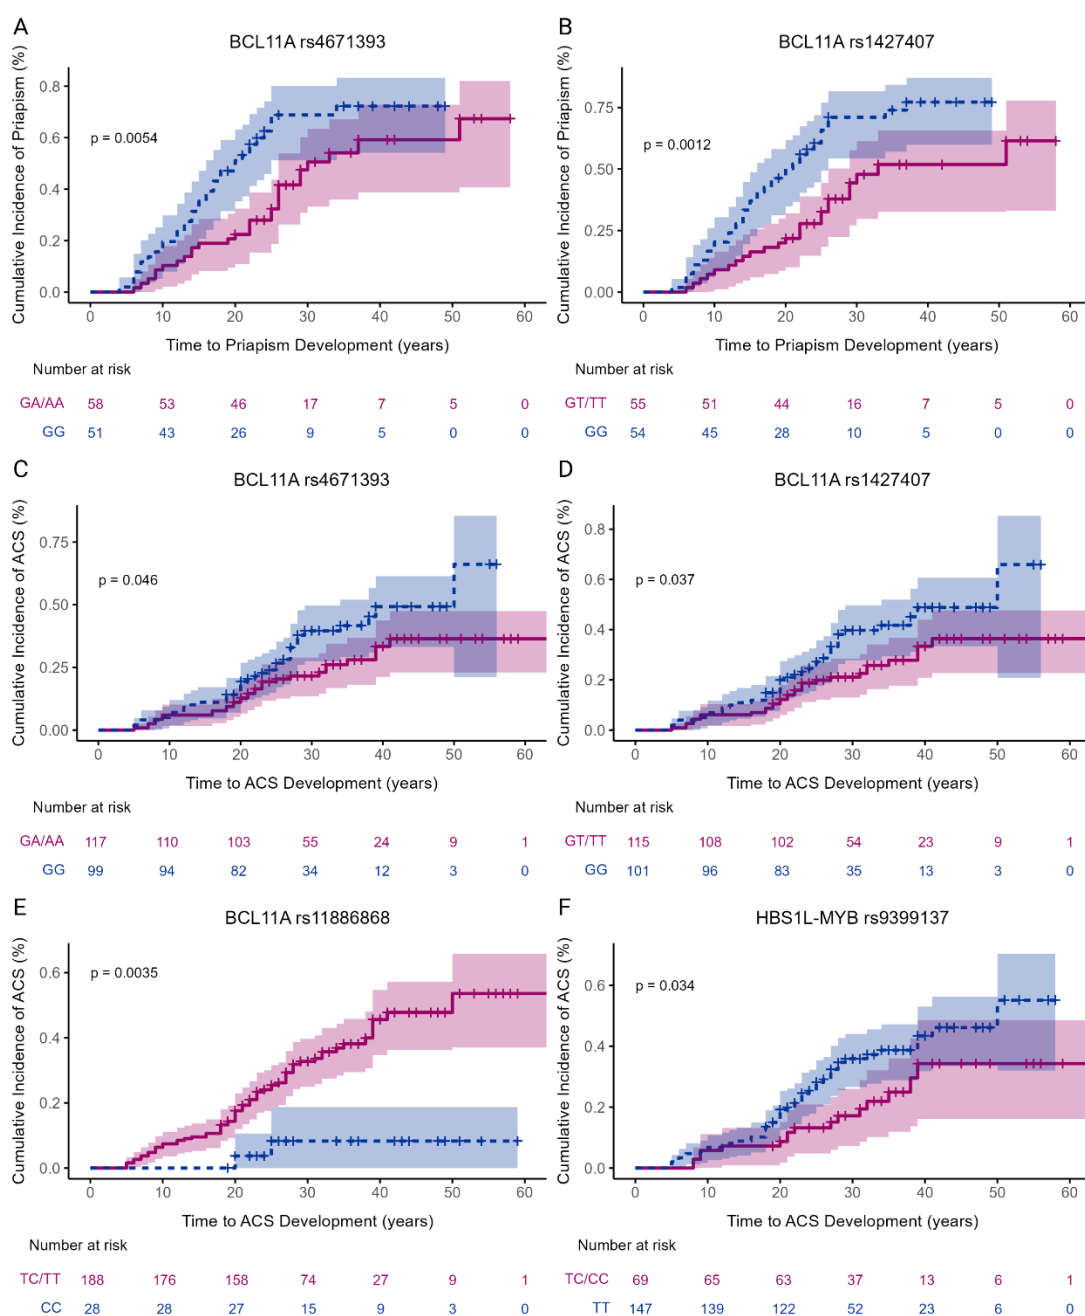 A
BCL11A rs4671393
Cumulative Incidence of Priapism (%)
0.8
0.6
0.4
0.2
0.0
p = 0.0054
0 10 20 30 40 50 60
Time to Priapism Development (years)
Number at risk
GA/AA 58 53 46 17 7 5 0
GG 51 43 26 9 5 0 0
B
BCL11A rs1427407
Cumulative Incidence of Priapism (%)
0.75
0.50
0.25
0.00
p = 0.0012
0 10 20 30 40 50 60
Time to Priapism Development (years)
Number at risk
GT/TT 55 51 44 16 7 5 0
GG 54 45 28 10 5 0 0
C
BCL11A rs4671393
Cumulative Incidence of ACS (%)
0.75
0.50
0.25
0.00
p = 0.046
0 10 20 30 40 50 60
Time to ACS Development (years)
Number at risk
GA/AA 117 110 103 55 24 9 1
GG 99 94 82 34 12 3 0
D
BCL11A rs1427407
Cumulative Incidence of ACS (%)
0.8
0.6
0.4
0.2
0.0
p = 0.037
0 10 20 30 40 50 60
Time to ACS Development (years)
Number at risk
GT/TT 115 108 102 54 23 9 1
GG 101 96 83 35 13 3 0
E
BCL11A rs11886868
Cumulative Incidence of ACS (%)
0.6
0.4
0.2
0.0
p = 0.0035
0 10 20 30 40 50 60
Time to ACS Development (years)
Number at risk
TC/TT 188 176 158 74 27 9 1
CC 28 28 27 15 9 3 0
F
HBS1L-MYB rs9399137
Cumulative Incidence of ACS (%)
0.6
0.4
0.2
0.0
p = 0.034
0 10 20 30 40 50 60
Time to ACS Development (years)
Number at risk
TC/CC 69 65 63 37 13 6 1
TT 147 139 122 52 23 6 0